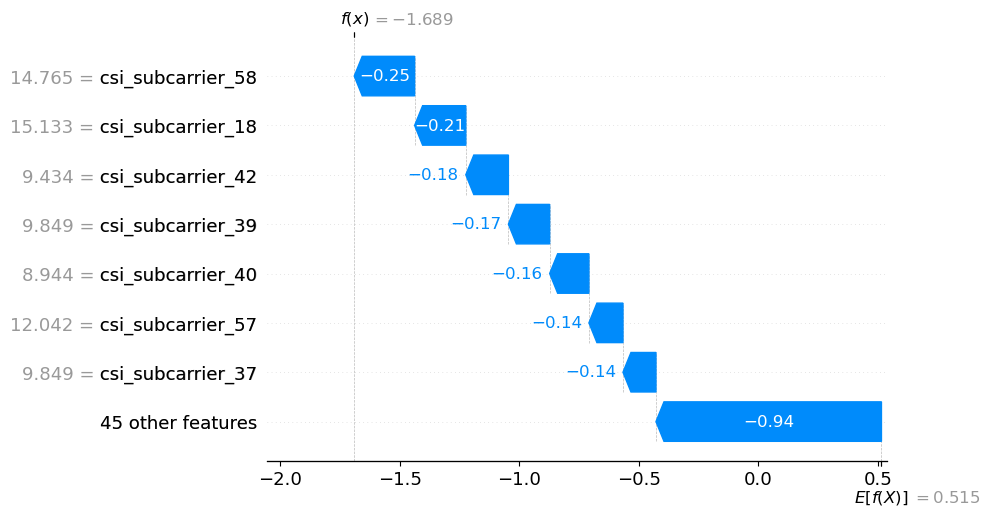 f(x) = −1.689
14.765 = csi_subcarrier_58 −0.25
15.133 = csi_subcarrier_18 −0.21
9.434 = csi_subcarrier_42 −0.18
9.849 = csi_subcarrier_39 −0.17
8.944 = csi_subcarrier_40 −0.16
12.042 = csi_subcarrier_57 −0.14
9.849 = csi_subcarrier_37 −0.14
45 other features −0.94
−2.0 −1.5 −1.0 −0.5 0.0 0.5
E[f(X)] = 0.515